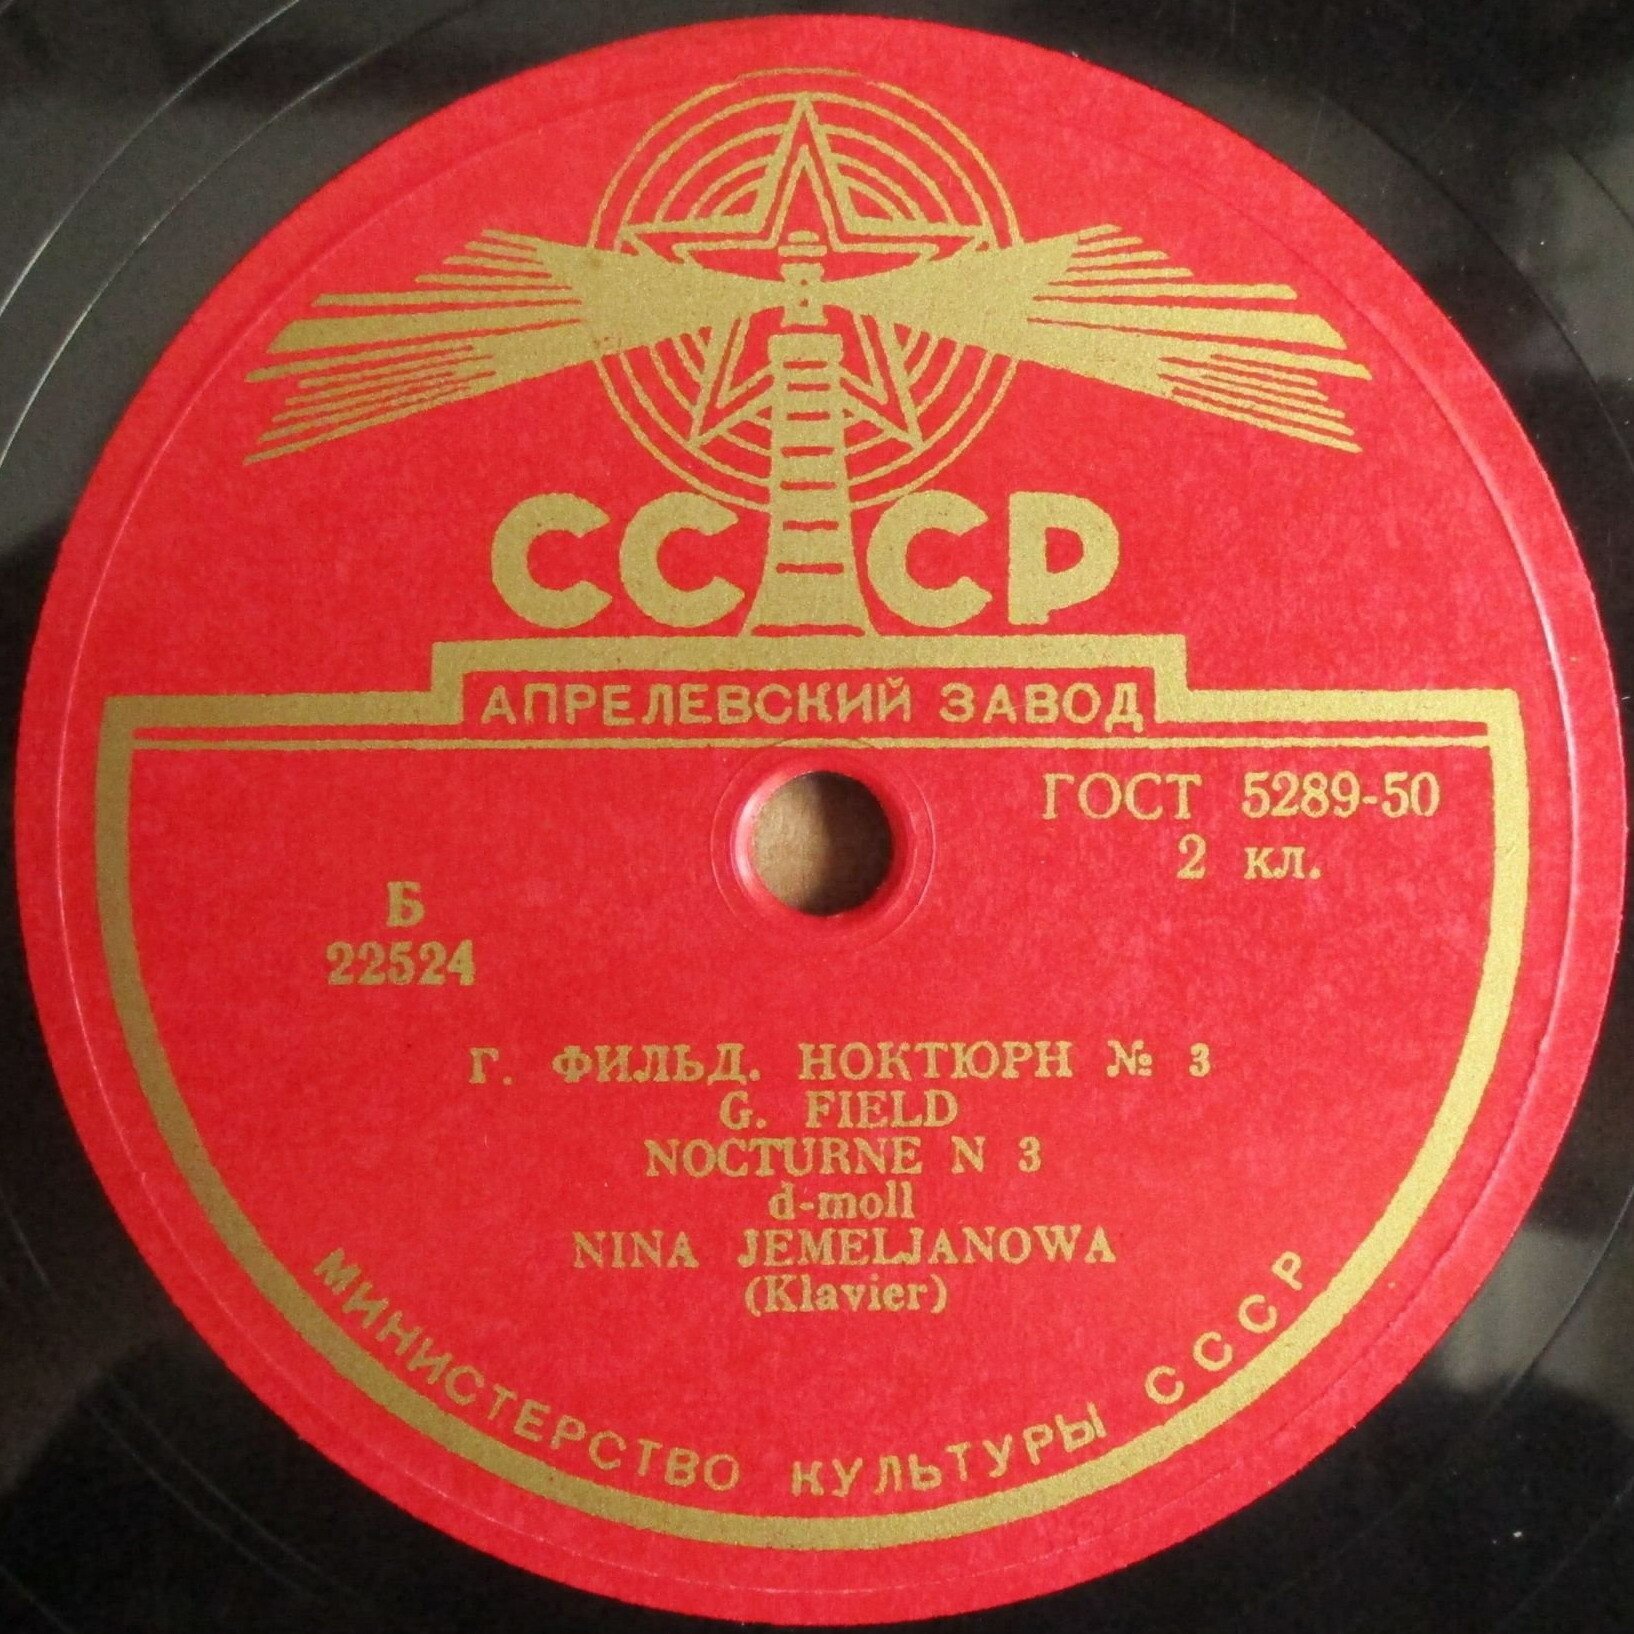 СССР
АПРЕЛЕВСКИЙ ЗАВОД
ГОСТ 5289-50
2 кл.
Б
22524
Г. ФИЛЬД. НОКТЮРН № 3
G. FIELD
NOCTURNE N 3
d-moll
NINA JEMELJANOWA
(Klavier)
МИНИСТЕРСТВО КУЛЬТУРЫ СССР